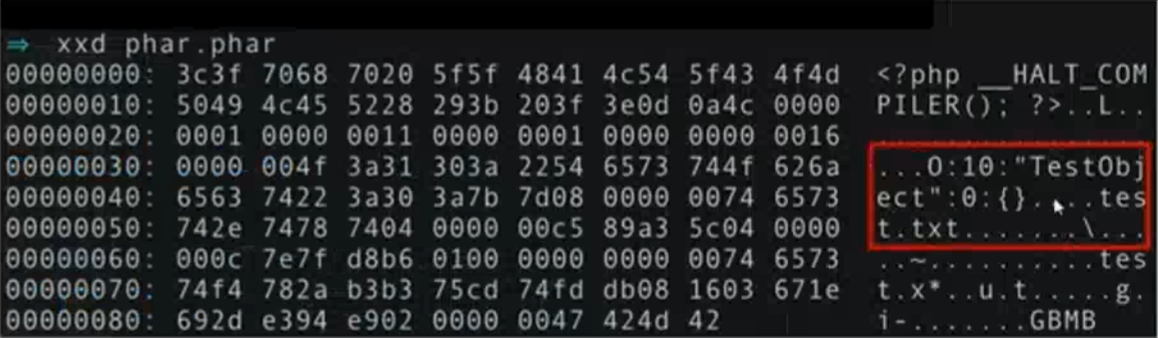 ⇒ xxd phar.phar
00000000: 3c3f 7068 7020 5f5f 4841 4c54 5f43 4f4d <?php __HALT_COM
00000010: 5049 4c45 5228 293b 203f 3e0d 0a4c 0000 PILER(); ?>..L..
00000020: 0001 0000 0011 0000 0001 0000 0000 0016 ................
00000030: 0000 004f 3a31 303a 2254 6573 744f 626a ...O:10:"TestObj
00000040: 6563 7422 3a30 3a7b 7d08 0000 0074 6573 ect":0:{}....tes
00000050: 742e 7478 7404 0000 00c5 89a3 5c04 0000 t.txt.......\...
00000060: 000c 7e7f d8b6 0100 0000 0000 0074 6573 ..~..........tes
00000070: 74f4 782a b3b3 75cd 74fd db08 1603 671e t.x*..u.t.....g.
00000080: 692d e394 e902 0000 0047 424d 42 i-.......GBMB